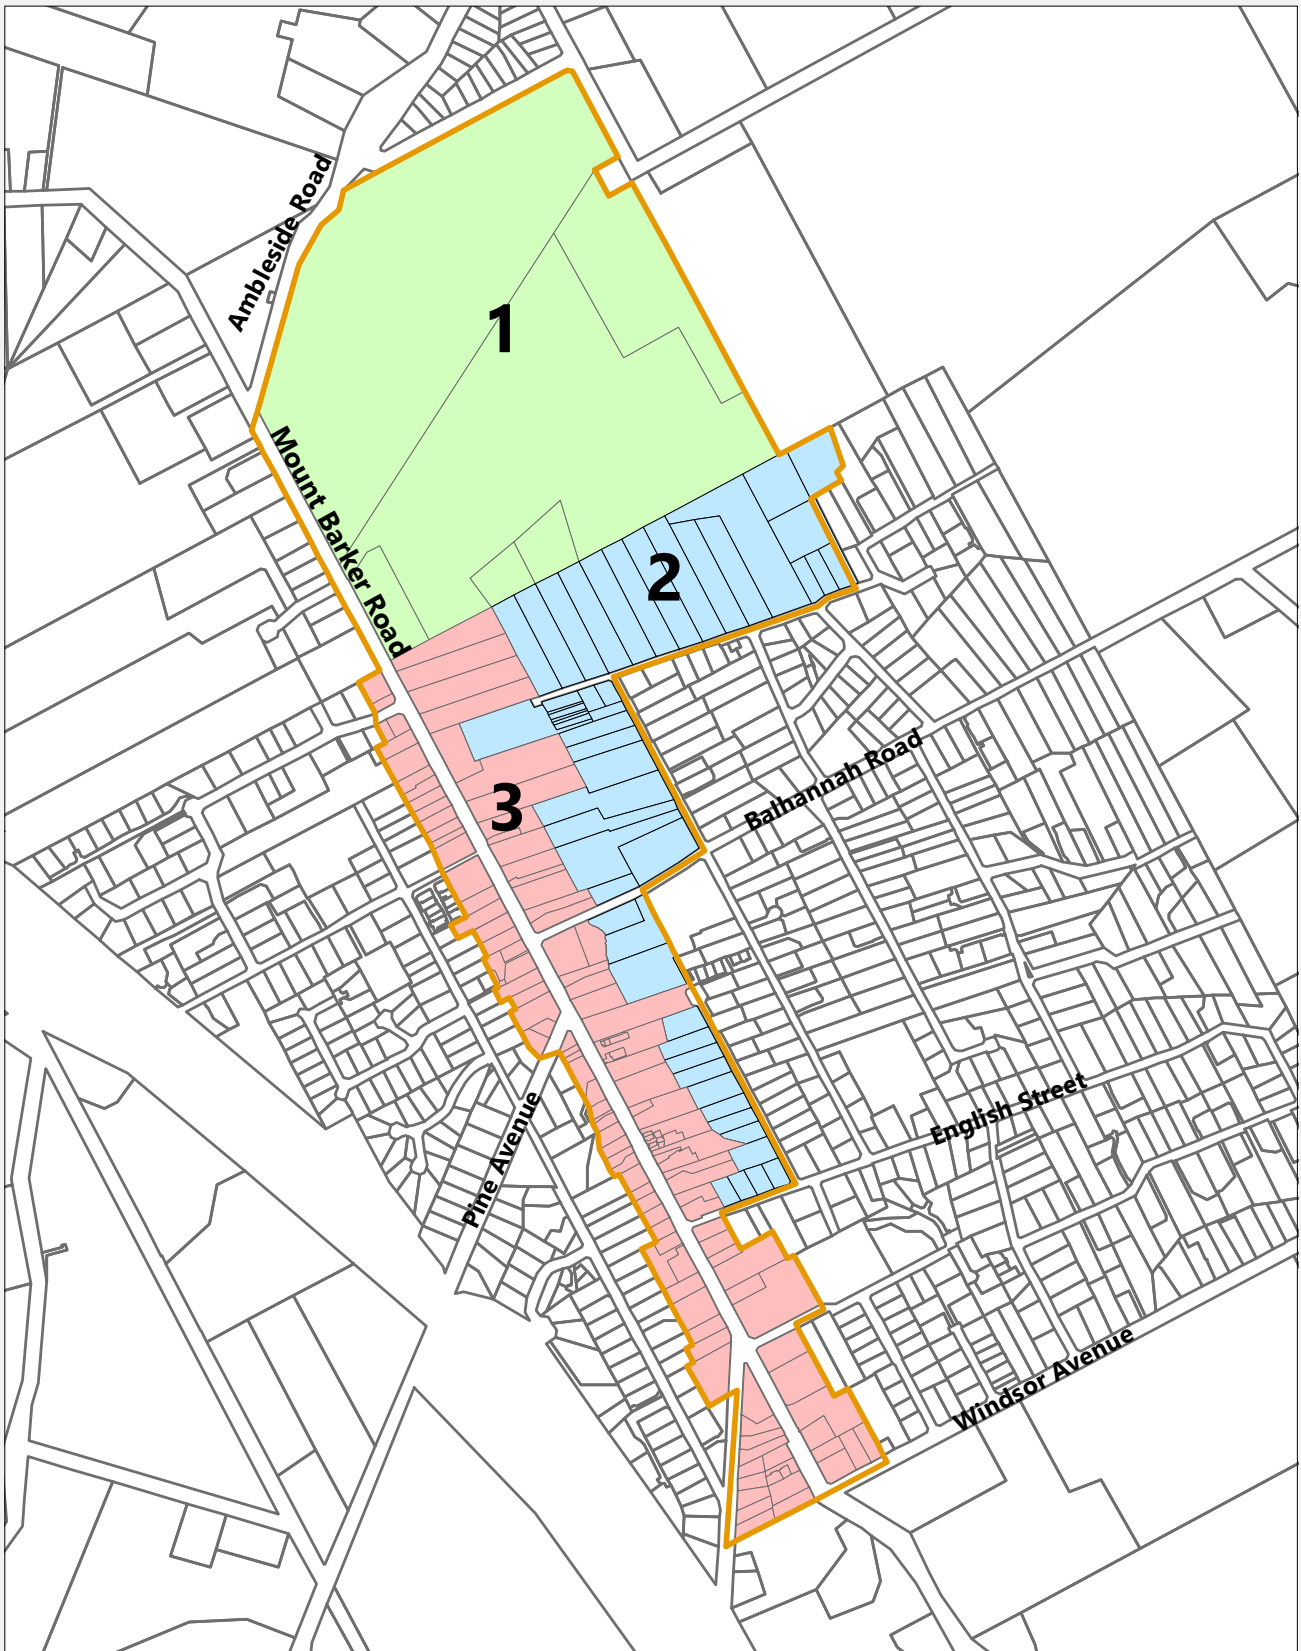 Ambleside Road
1
Mount Barker Road
2
3
Balhannah Road
Pine Avenue
English Street
Windsor Avenue